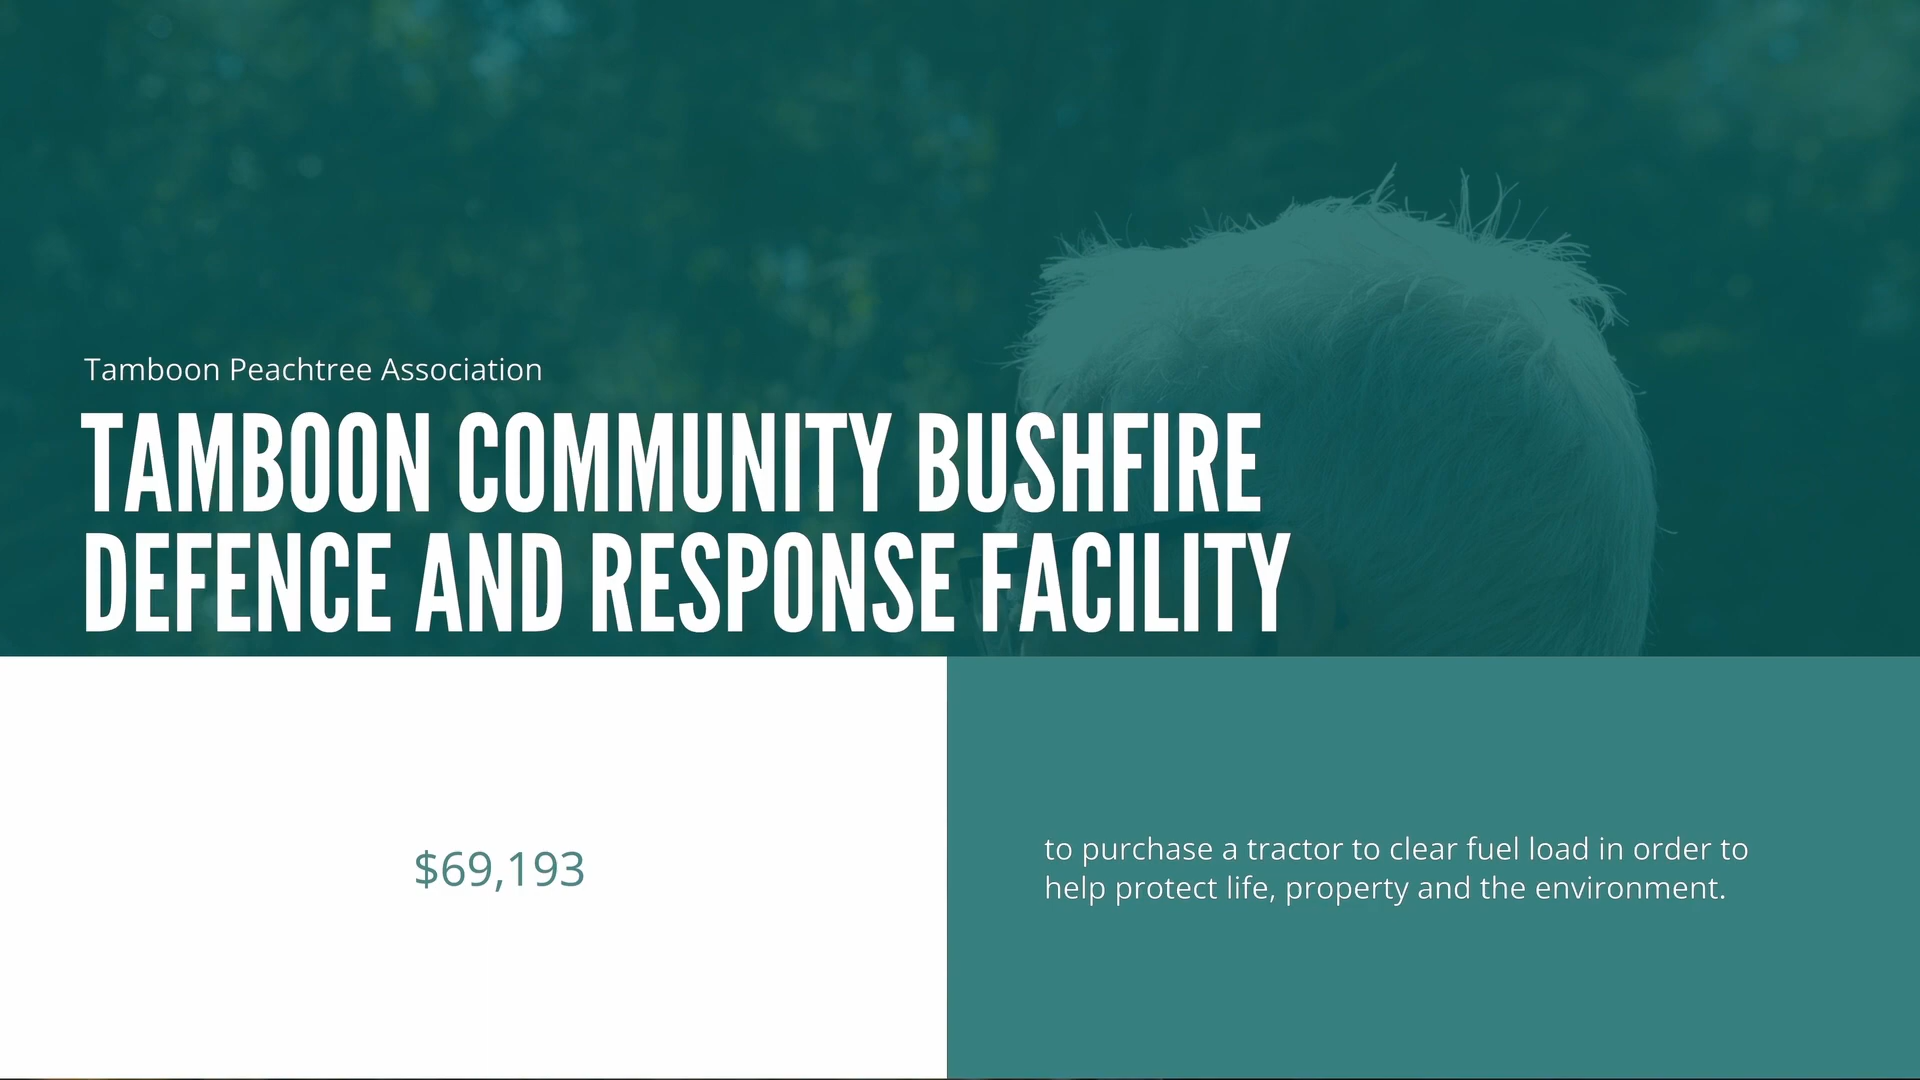 Tamboon Peachtree Association
TAMBOON COMMUNITY BUSHFIRE
DEFENCE AND RESPONSE FACILITY
$69,193
to purchase a tractor to clear fuel load in order to
help protect life, property and the environment.